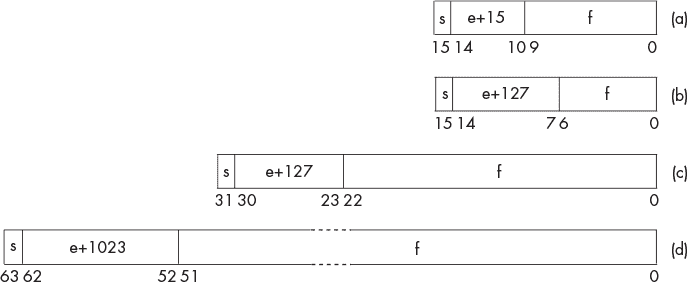 s e+15 f (a)
15 14 10 9 0
s e+127 f (b)
15 14 7 6 0
s e+127 f (c)
31 30 23 22 0
s e+1023 f (d)
63 62 52 51 0